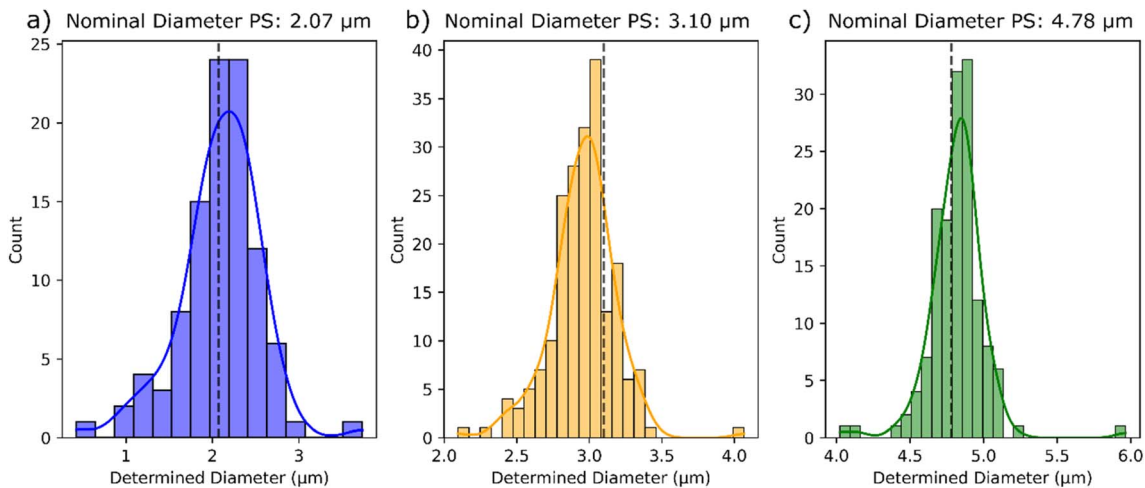 a) Nominal Diameter PS: 2.07 μm
25
20
15
10
5
0
Count
1 2 3
Determined Diameter (μm)
b) Nominal Diameter PS: 3.10 μm
40
35
30
25
20
15
10
5
0
Count
2.0 2.5 3.0 3.5 4.0
Determined Diameter (μm)
c) Nominal Diameter PS: 4.78 μm
30
25
20
15
10
5
0
Count
4.0 4.5 5.0 5.5 6.0
Determined Diameter (μm)